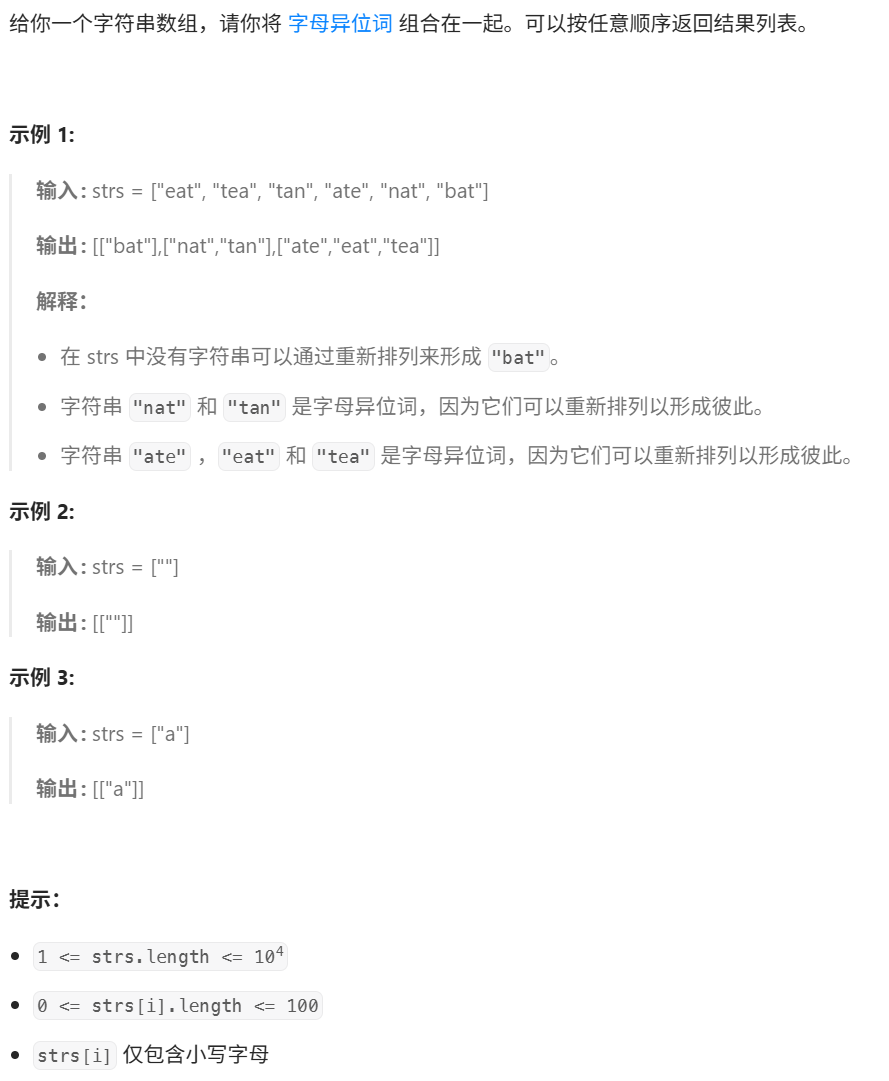 给你一个字符串数组，请你将 字母异位词 组合在一起。可以按任意顺序返回结果列表。
示例 1:
输入: strs = ["eat", "tea", "tan", "ate", "nat", "bat"]
输出: [["bat"],["nat","tan"],["ate","eat","tea"]]
解释：
在 strs 中没有字符串可以通过重新排列来形成 "bat"。
字符串 "nat" 和 "tan" 是字母异位词，因为它们可以重新排列以形成彼此。
字符串 "ate" ，"eat" 和 "tea" 是字母异位词，因为它们可以重新排列以形成彼此。
示例 2:
输入: strs = [""]
输出: [[""]]
示例 3:
输入: strs = ["a"]
输出: [["a"]]
提示：
1 <= strs.length <= 10⁴
0 <= strs[i].length <= 100
strs[i] 仅包含小写字母